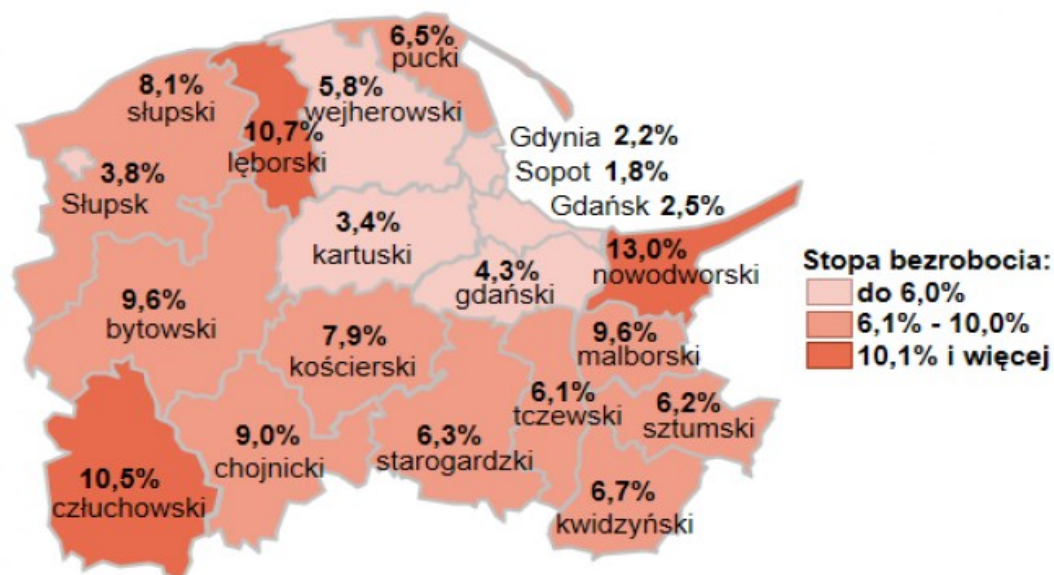 6,5%
pucki
8,1%
słupski
5,8%
wejherowski
10,7%
lęborski
Gdynia 2,2%
Sopot 1,8%
Gdańsk 2,5%
3,8%
Słupsk
3,4%
kartuski
4,3%
gdański
13,0%
nowodworski
9,6%
bytowski
7,9%
kościerski
9,6%
malborski
6,1%
tczewski
6,2%
sztumski
9,0%
chojnicki
6,3%
starogardzki
10,5%
człuchowski
6,7%
kwidzyński
Stopa bezrobocia:
do 6,0%
6,1% - 10,0%
10,1% i więcej